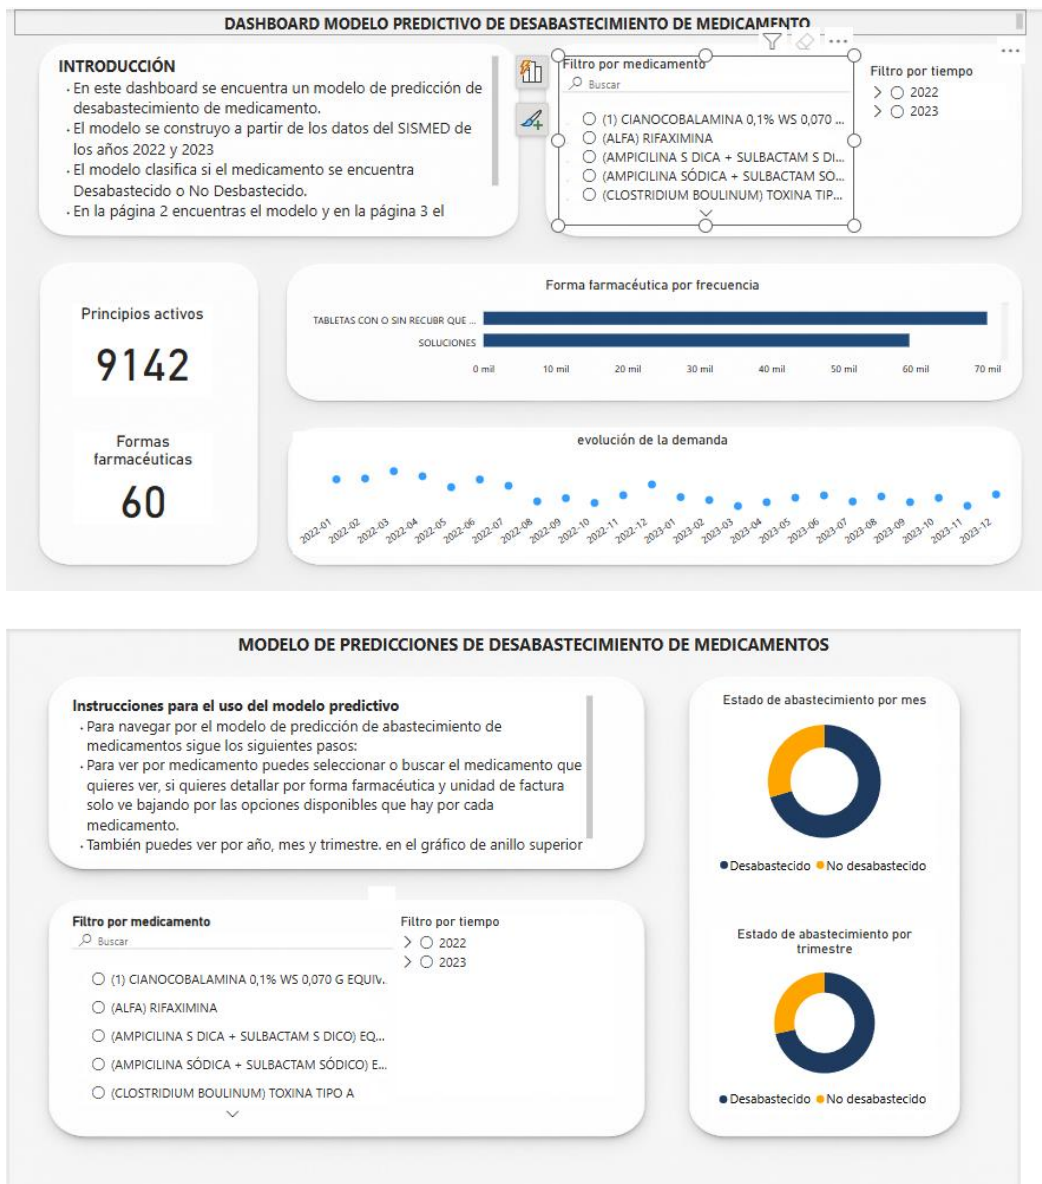 DASHBOARD MODELO PREDICTIVO DE DESABASTECIMIENTO DE MEDICAMENTO
INTRODUCCIÓN
• En este dashboard se encuentra un modelo de predicción de
desabastecimiento de medicamento.
• El modelo se construyo a partir de los datos del SISMED de
los años 2022 y 2023
• El modelo clasifica si el medicamento se encuentra
Desabastecido o No Desbastecido.
• En la página 2 encuentras el modelo y en la página 3 el
Filtro por medicamento
Buscar
(1) CIANOCOBALAMINA 0,1% WS 0,070 ...
(ALFA) RIFAXIMINA
(AMPICILINA S DICA + SULBACTAM S DI...
(AMPICILINA SÓDICA + SULBACTAM SO...
(CLOSTRIDIUM BOULINUM) TOXINA TIP...
Filtro por tiempo
2022
2023
Principios activos
9142
Formas
farmacéuticas
60
Forma farmacéutica por frecuencia
TABLETAS CON O SIN RECUBR QUE ...
SOLUCIONES
0 mil 10 mil 20 mil 30 mil 40 mil 50 mil 60 mil 70 mil
evolución de la demanda
2022-01 2022-02 2022-03 2022-04 2022-05 2022-06 2022-07 2022-08 2022-09 2022-10 2022-11 2022-12 2023-01 2023-02 2023-03 2023-04 2023-05 2023-06 2023-07 2023-08 2023-09 2023-10 2023-11 2023-12
MODELO DE PREDICCIONES DE DESABASTECIMIENTO DE MEDICAMENTOS
Instrucciones para el uso del modelo predictivo
• Para navegar por el modelo de predicción de abastecimiento de
medicamentos sigue los siguientes pasos:
• Para ver por medicamento puedes seleccionar o buscar el medicamento que
quieres ver, si quieres detallar por forma farmacéutica y unidad de factura
solo ve bajando por las opciones disponibles que hay por cada
medicamento.
• También puedes ver por año, mes y trimestre. en el gráfico de anillo superior
Filtro por medicamento
Buscar
(1) CIANOCOBALAMINA 0,1% WS 0,070 G EQUIV..
(ALFA) RIFAXIMINA
(AMPICILINA S DICA + SULBACTAM S DICO) EQ...
(AMPICILINA SÓDICA + SULBACTAM SÓDICO) E...
(CLOSTRIDIUM BOULINUM) TOXINA TIPO A
Filtro por tiempo
2022
2023
Estado de abastecimiento por mes
Desabastecido No desabastecido
Estado de abastecimiento por
trimestre
Desabastecido No desabastecido